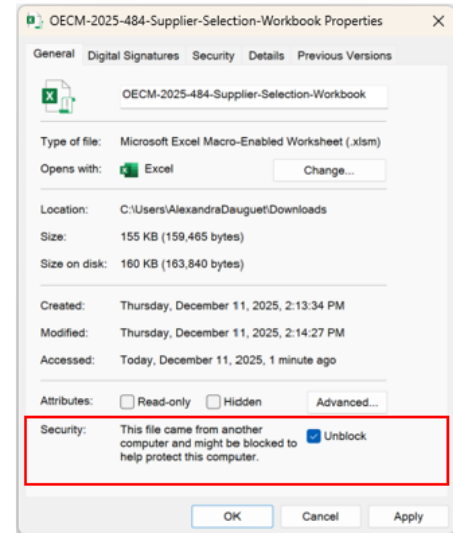 OECM-2025-484-Supplier-Selection-Workbook Properties
General Digital Signatures Security Details Previous Versions
OECM-2025-484-Supplier-Selection-Workbook
Type of file: Microsoft Excel Macro-Enabled Worksheet (.xlsm)
Opens with: Excel Change...
Location: C:\Users\AlexandraDauguet\Downloads
Size: 155 KB (159,465 bytes)
Size on disk: 160 KB (163,840 bytes)
Created: Thursday, December 11, 2025, 2:13:34 PM
Modified: Thursday, December 11, 2025, 2:14:27 PM
Accessed: Today, December 11, 2025, 1 minute ago
Attributes: Read-only Hidden Advanced...
Security: This file came from another
computer and might be blocked to Unblock
help protect this computer.
OK Cancel Apply